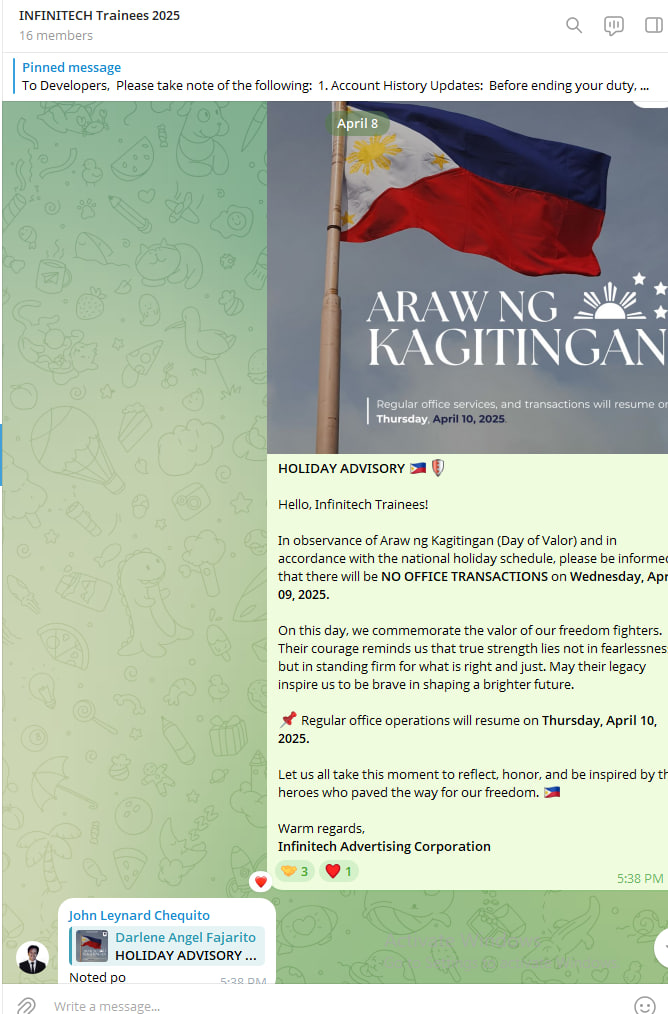 INFINITECH Trainees 2025
16 members
Pinned message
To Developers, Please take note of the following: 1. Account History Updates: Before ending your duty, ...
April 8
ARAW NG
KAGITINGAN
Regular office services, and transactions will resume on
Thursday, April 10, 2025.
HOLIDAY ADVISORY 🇵🇭 🛡️
Hello, Infinitech Trainees!
In observance of Araw ng Kagitingan (Day of Valor) and in
accordance with the national holiday schedule, please be informed
that there will be NO OFFICE TRANSACTIONS on Wednesday, Apr
09, 2025.
On this day, we commemorate the valor of our freedom fighters.
Their courage reminds us that true strength lies not in fearlessnes
but in standing firm for what is right and just. May their legacy
inspire us to be brave in shaping a brighter future.
📌 Regular office operations will resume on Thursday, April 10,
2025.
Let us all take this moment to reflect, honor, and be inspired by th
heroes who paved the way for our freedom. 🇵🇭
Warm regards,
Infinitech Advertising Corporation
🤝 3 ❤️ 1
5:38 PM
John Leynard Chequito
Darlene Angel Fajarito
HOLIDAY ADVISORY ...
Noted po
5:38 PM
Write a message...